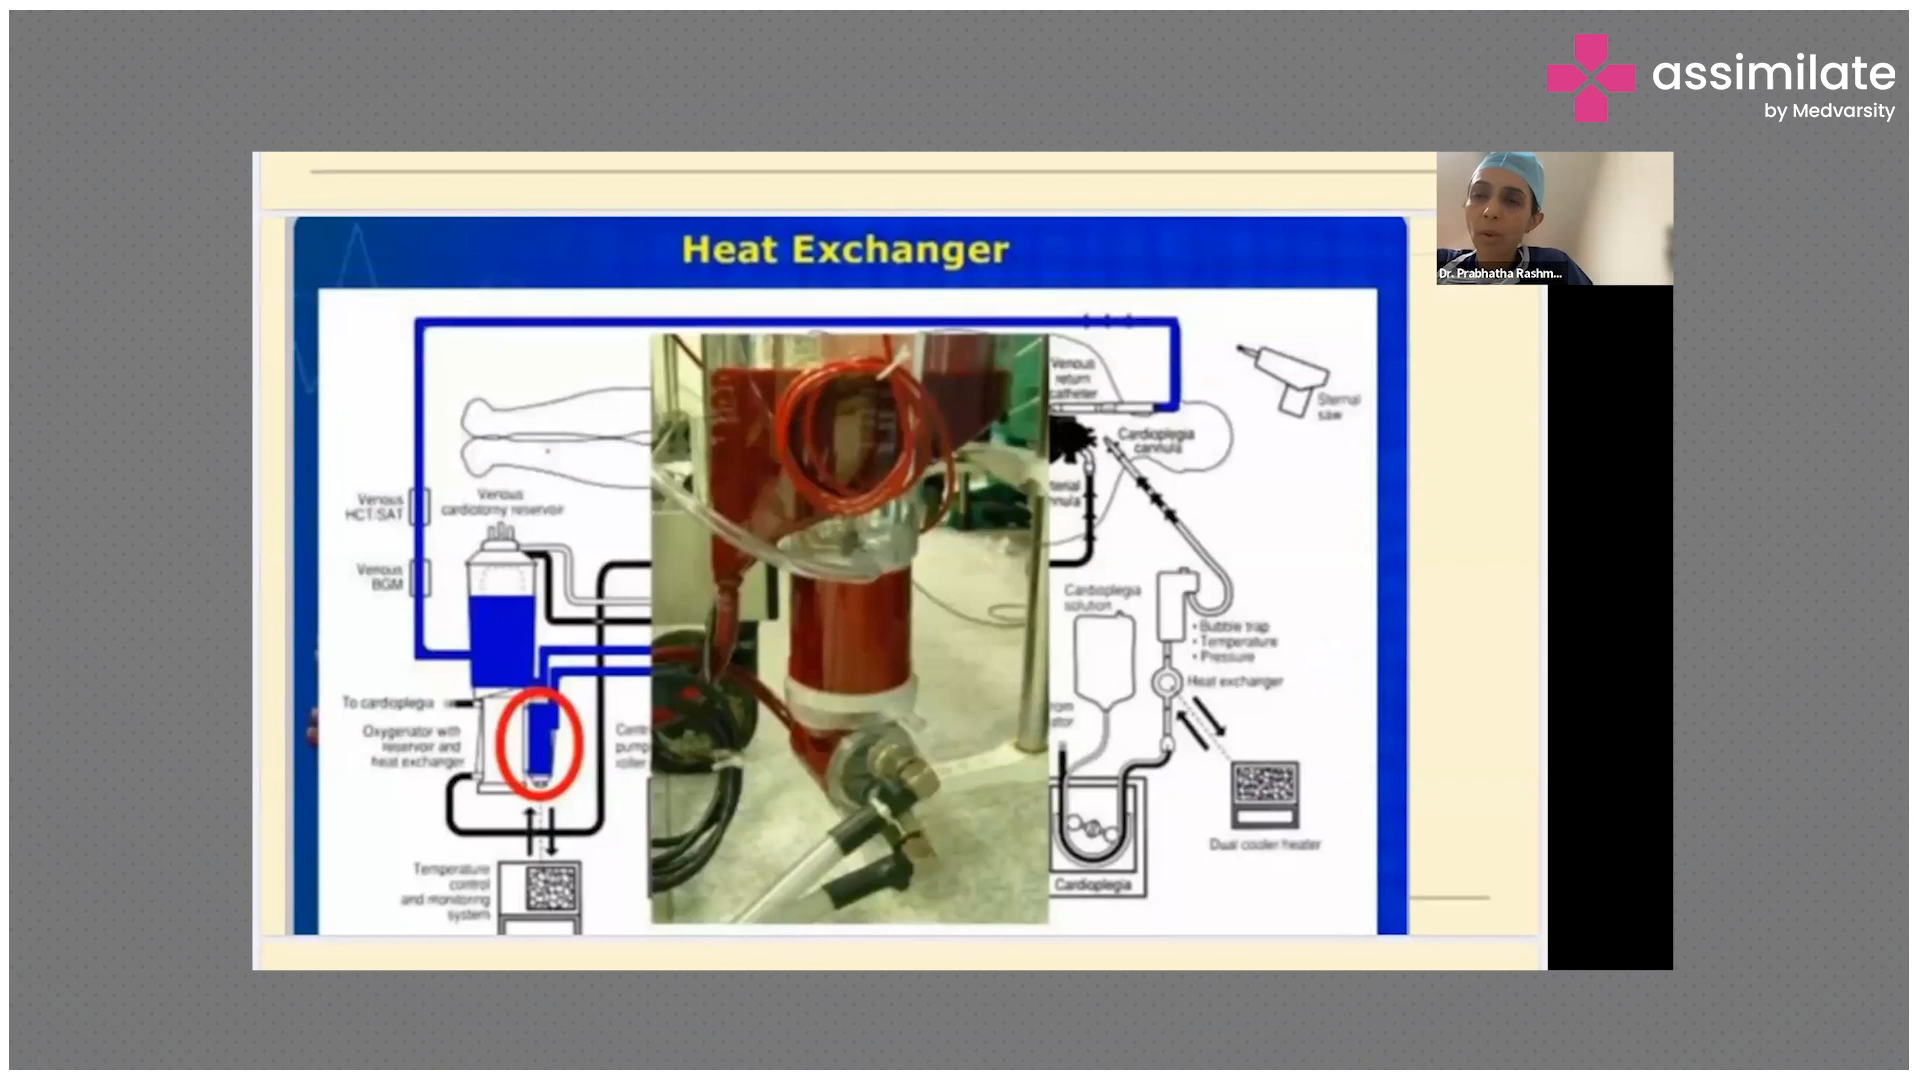 assimilate
by Medvarsity
Dr. Prabhatha Rashm...
Heat Exchanger
Venous
return
catheter
Sternal
saw
Cardioplegia
cannula
Venous
HCT/SAT
Venous
cardiotomy reservoir
Venous
BGM
Cardioplegia
solution
• Bubble trap
• Temperature
• Pressure
Heat exchanger
To cardioplegia
Oxygenator with
reservoir and
heat exchanger
pump
roller
Dual cooler heater
Cardioplegia
Temperature
control
and monitoring
system